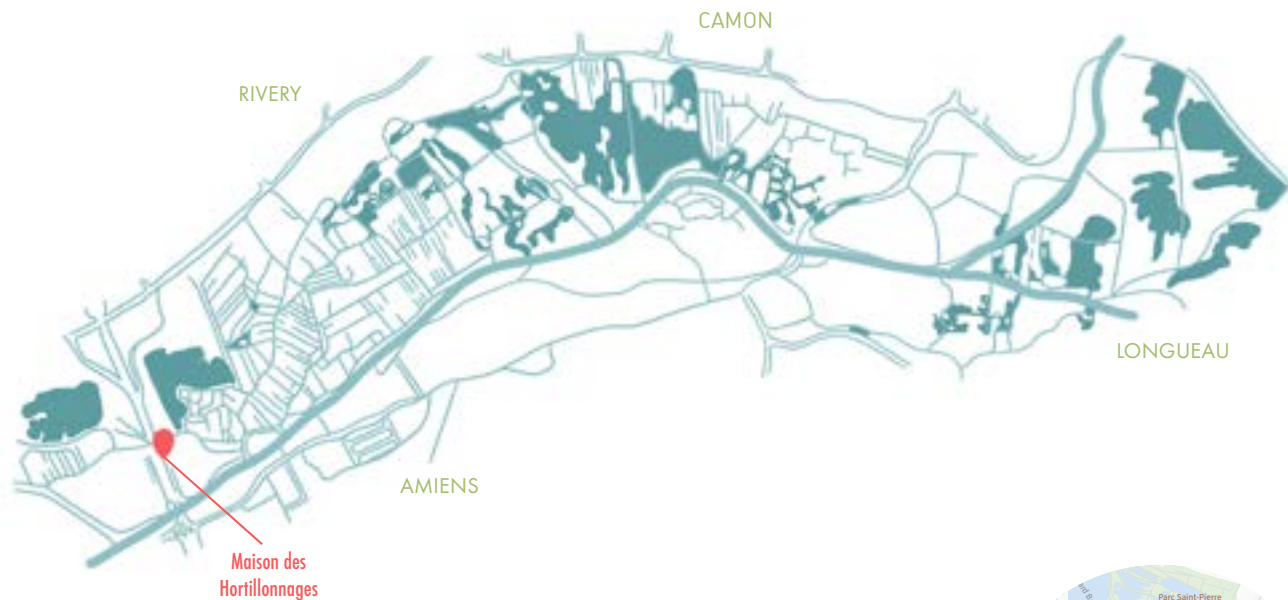 CAMON
RIVERY
LONGUEAU
AMIENS
Maison des
Hortillonnages
Parc Saint-Pierre